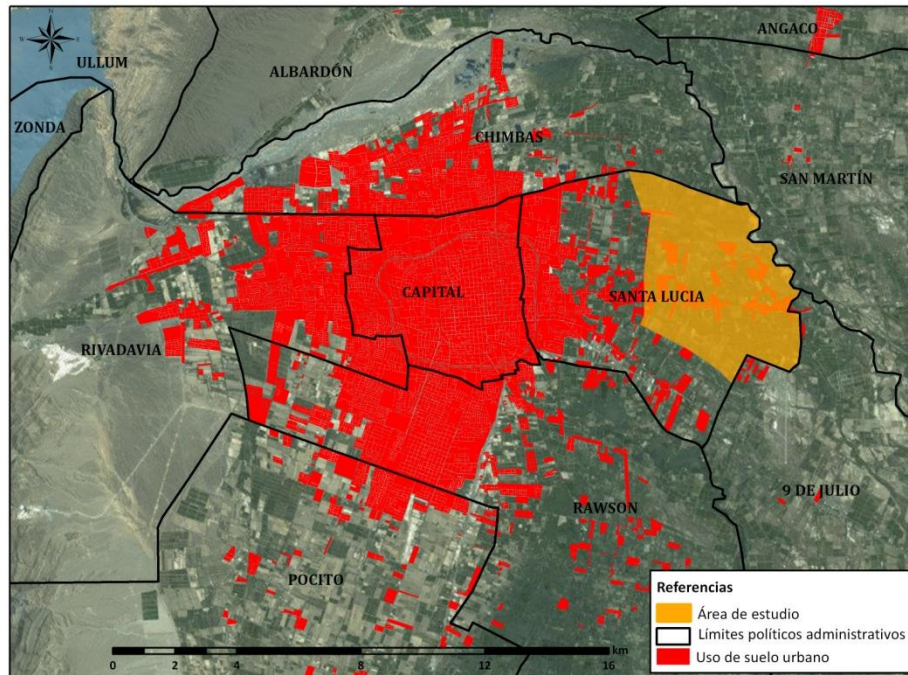 N
W E
S
ULLUM
ANGACO
ALBARDÓN
ZONDA
CHIMBAS
SAN MARTÍN
CAPITAL
SANTA LUCIA
RIVADAVIA
9 DE JULIO
RAWSON
POCITO
Referencias
Área de estudio
Límites políticos administrativos
Uso de suelo urbano
0 2 4 8 12 16 km